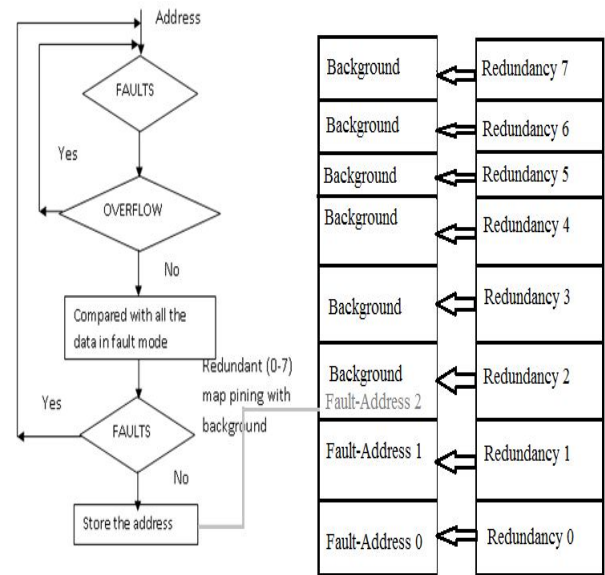 Address
FAULTS
Yes
OVERFLOW
No
Compared with all the
data in fault mode
Redundant (0-7)
map pining with
background
Yes
FAULTS
No
Store the address
Background
Redundancy 7
Background
Redundancy 6
Background
Redundancy 5
Background
Redundancy 4
Background
Redundancy 3
Background
Fault-Address 2
Redundancy 2
Fault-Address 1
Redundancy 1
Fault-Address 0
Redundancy 0